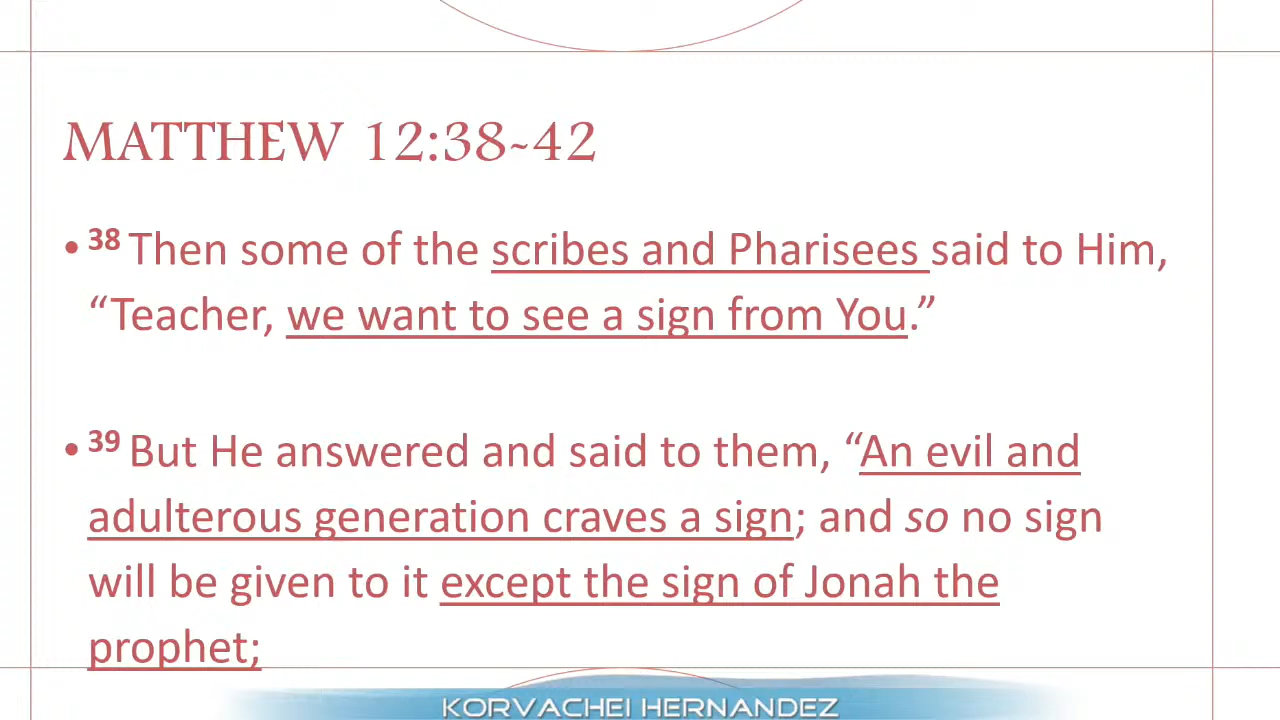 MATTHEW 12:38-42
• 38 Then some of the scribes and Pharisees said to Him,
“Teacher, we want to see a sign from You.”
• 39 But He answered and said to them, “An evil and
adulterous generation craves a sign; and so no sign
will be given to it except the sign of Jonah the
prophet;
KORVACHEI HERNANDEZ